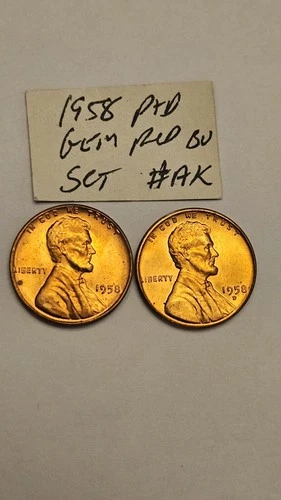 1958 P+D
GEM RED BU
SET #AK
IN GOD WE TRUST
LIBERTY
1958
IN GOD WE TRUST
LIBERTY
1958
D